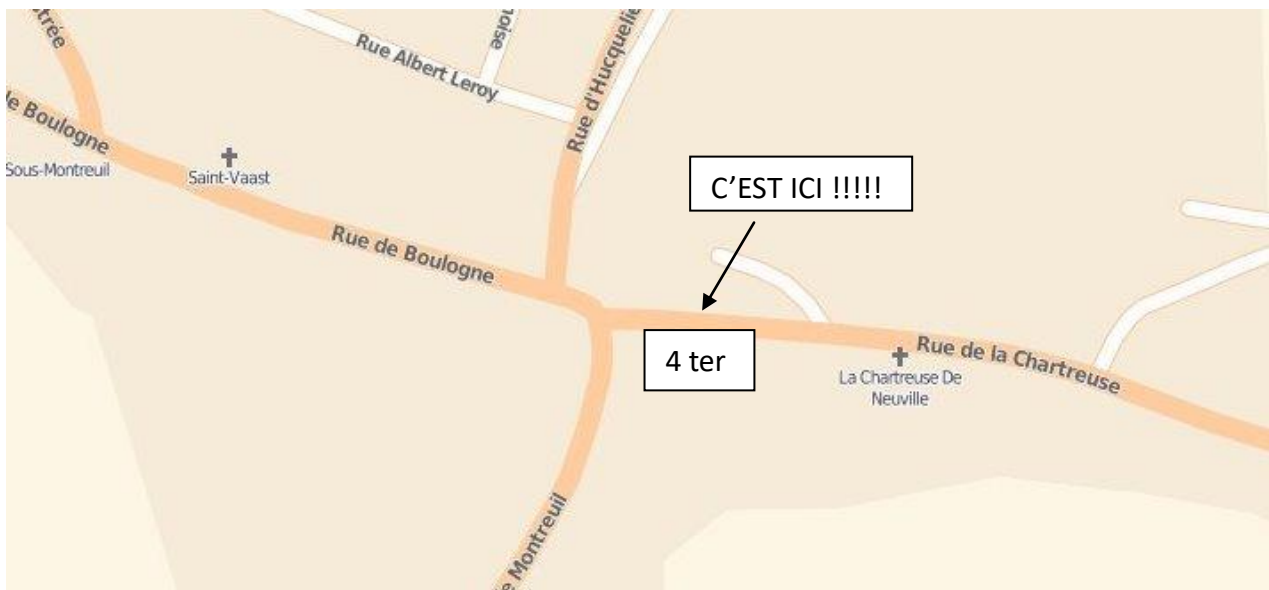 Rue Albert Leroy
Rue d'Hucquelie
de Boulogne
Sous-Montreuil
Saint-Vaast
C'EST ICI !!!!!
Rue de Boulogne
4 ter
Rue de la Chartreuse
La Chartreuse De
Neuville
Montreuil